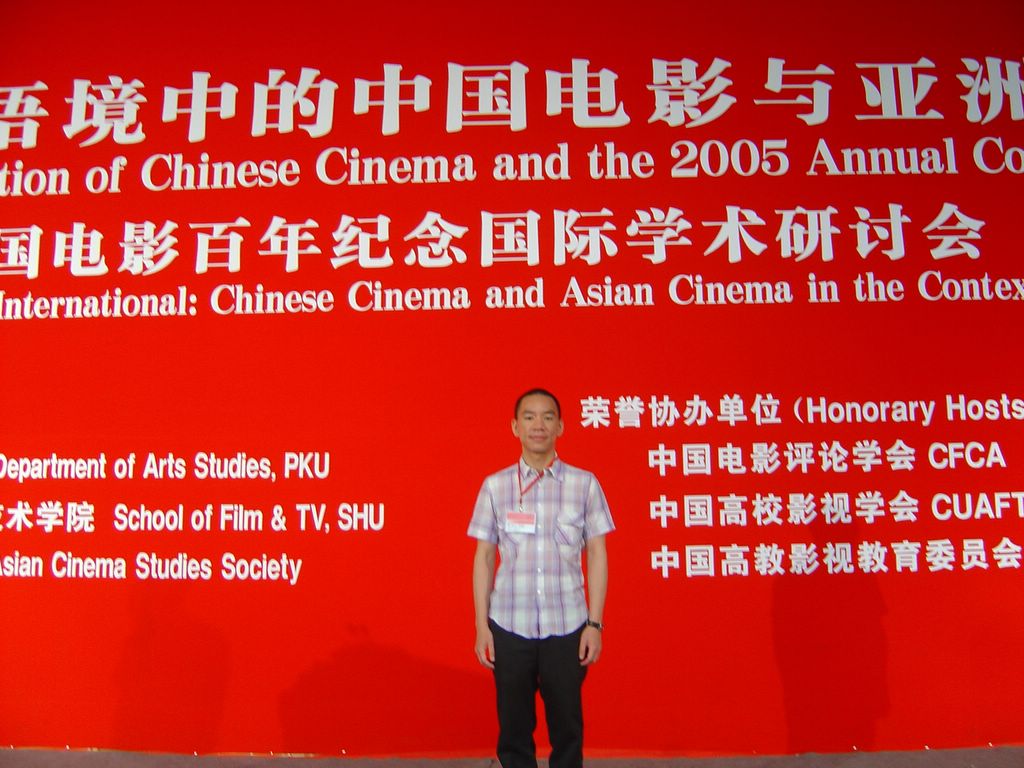 语境中的中国电影与亚洲
tion of Chinese Cinema and the 2005 Annual Co
国电影百年纪念国际学术研讨会
International: Chinese Cinema and Asian Cinema in the Contex
荣誉协办单位 (Honorary Hosts
Department of Arts Studies, PKU
中国电影评论学会 CFCA
艺术学院 School of Film & TV, SHU
中国高校影视学会 CUAFT
Asian Cinema Studies Society
中国高教影视教育委员会